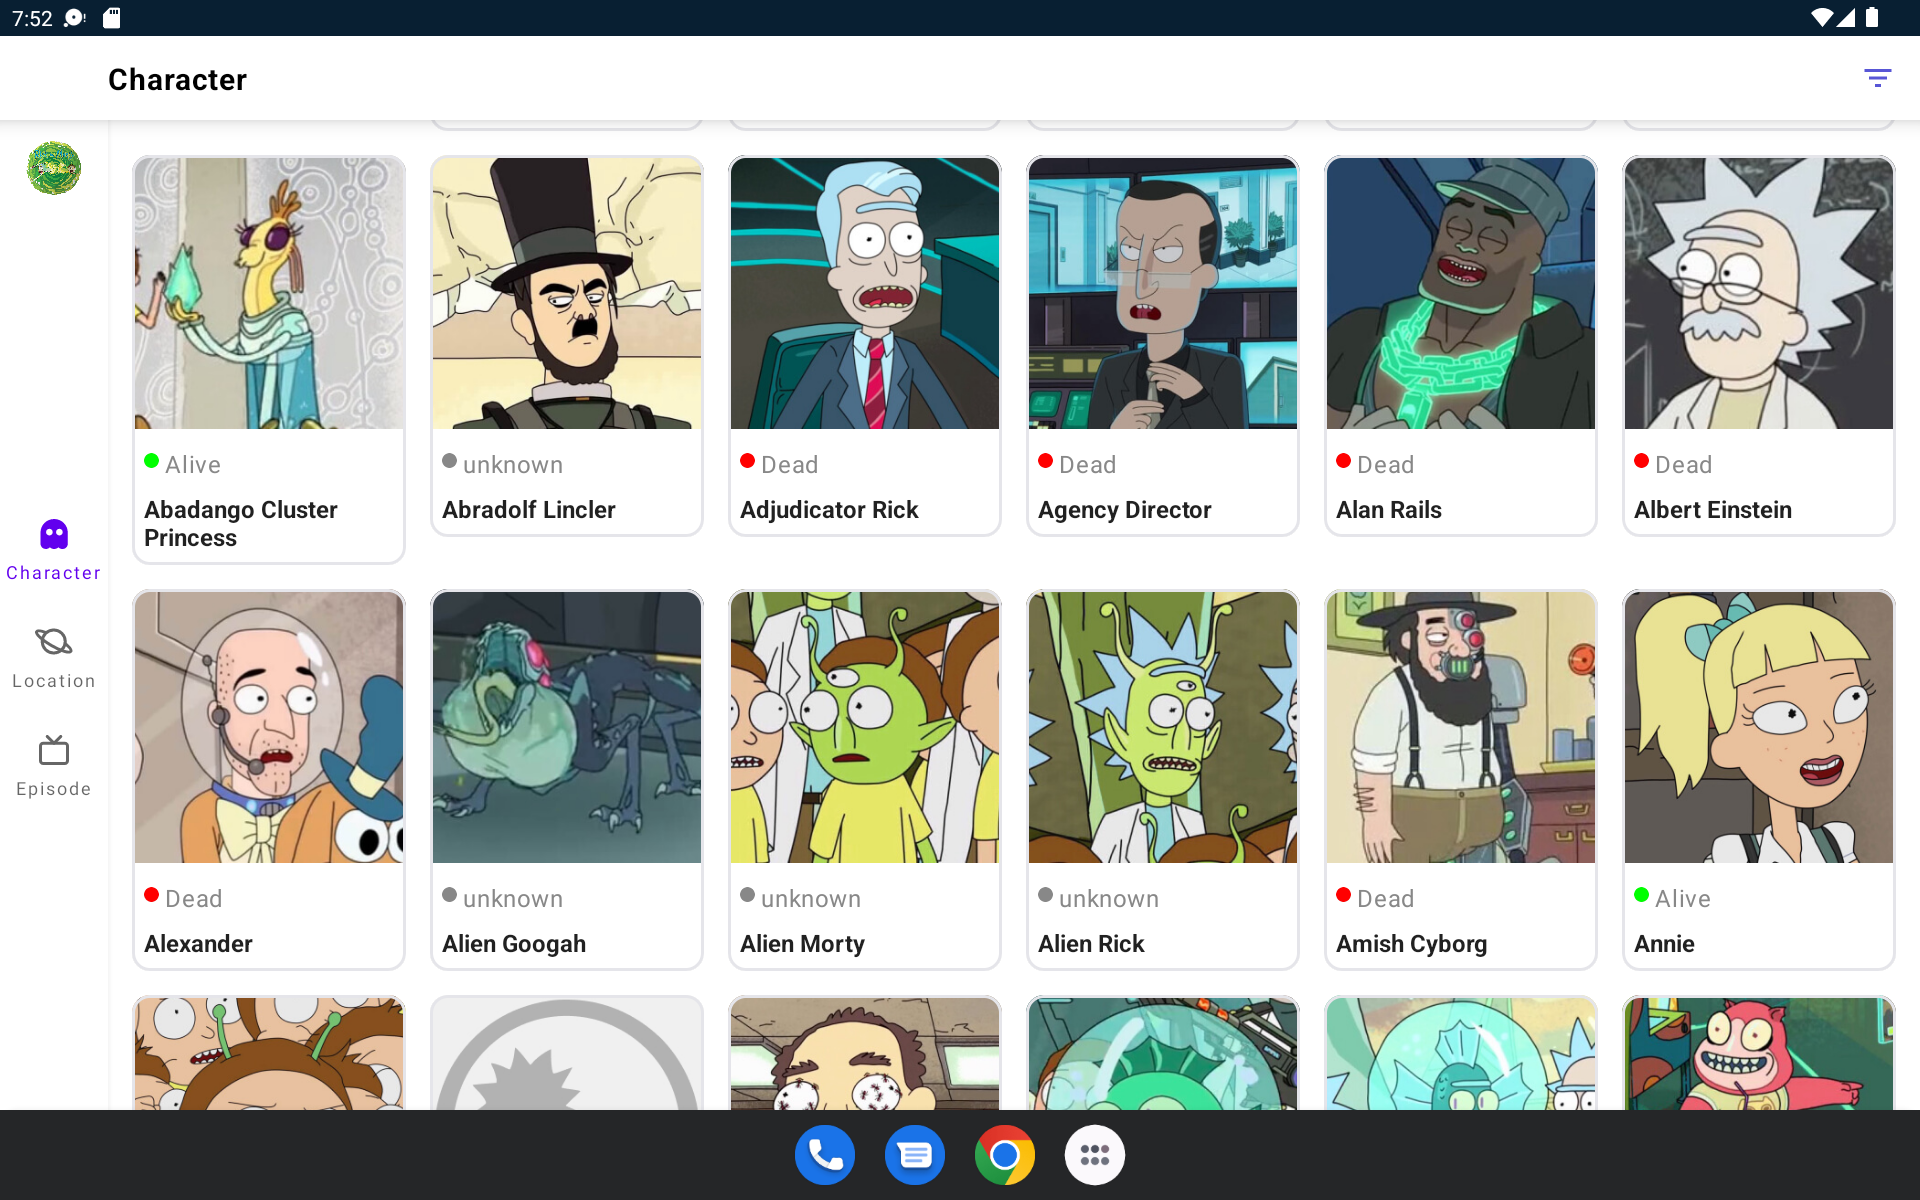 7:52
Character
Alive
Abadango Cluster
Princess
unknown
Abradolf Lincler
Dead
Adjudicator Rick
Dead
Agency Director
Dead
Alan Rails
Dead
Albert Einstein
Character
Location
Episode
Dead
Alexander
unknown
Alien Googah
unknown
Alien Morty
unknown
Alien Rick
Dead
Amish Cyborg
Alive
Annie